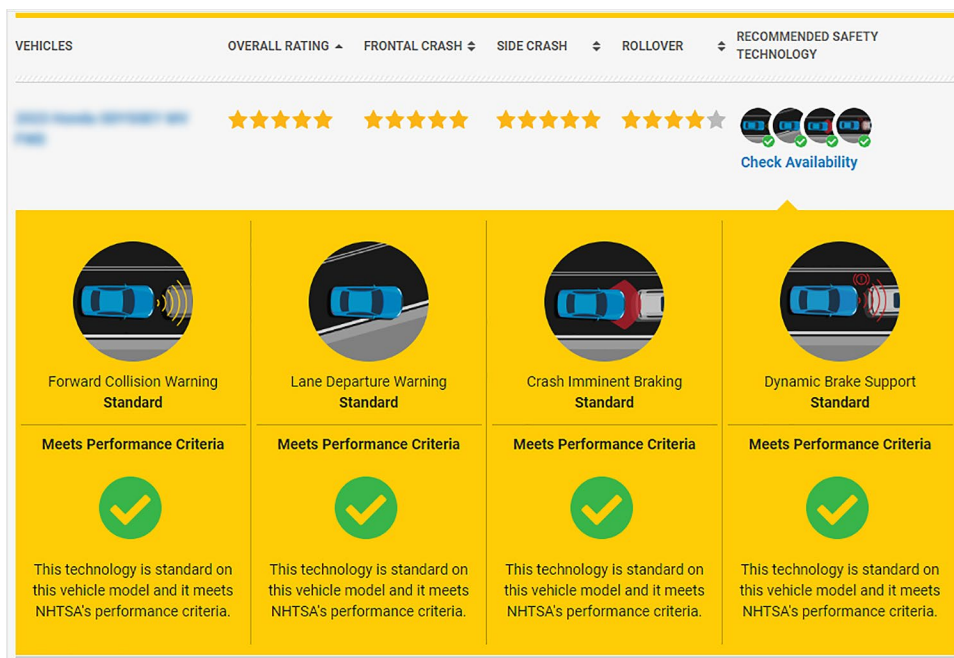 VEHICLES
OVERALL RATING
FRONTAL CRASH
SIDE CRASH
ROLLOVER
RECOMMENDED SAFETY
TECHNOLOGY
Check Availability
Forward Collision Warning
Standard
Meets Performance Criteria
This technology is standard on
this vehicle model and it meets
NHTSA's performance criteria.
Lane Departure Warning
Standard
Meets Performance Criteria
This technology is standard on
this vehicle model and it meets
NHTSA's performance criteria.
Crash Imminent Braking
Standard
Meets Performance Criteria
This technology is standard on
this vehicle model and it meets
NHTSA's performance criteria.
Dynamic Brake Support
Standard
Meets Performance Criteria
This technology is standard on
this vehicle model and it meets
NHTSA's performance criteria.